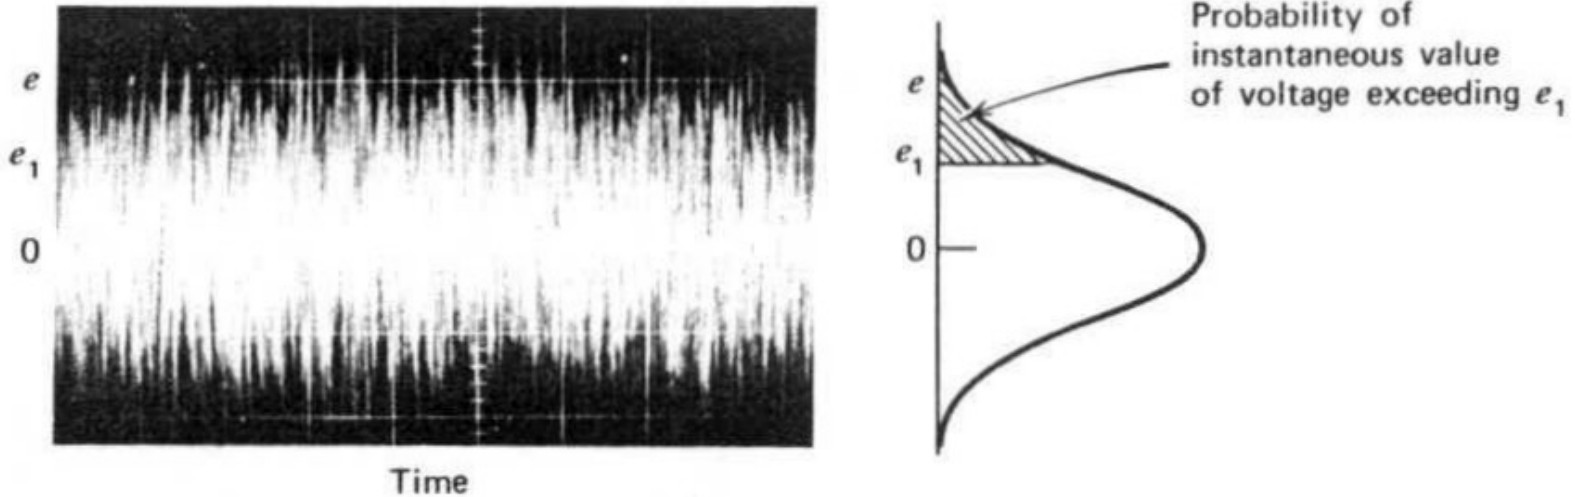 e
e₁
0
Time
e
e₁
0
Probability of
instantaneous value
of voltage exceeding e₁